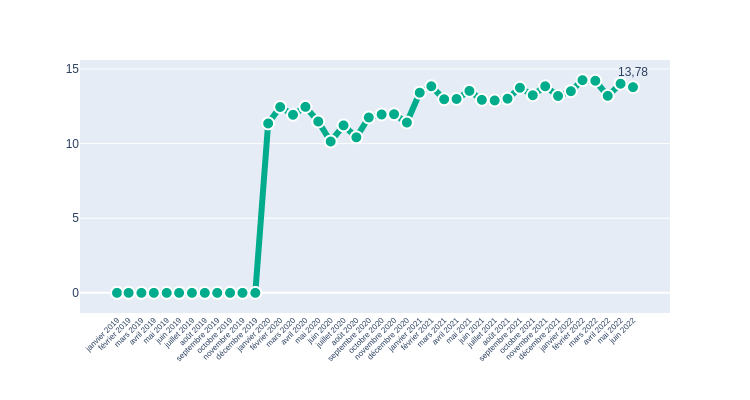 15
13,78
10
5
0
janvier 2019
février 2019
mars 2019
avril 2019
mai 2019
juin 2019
juillet 2019
août 2019
septembre 2019
octobre 2019
novembre 2019
décembre 2019
janvier 2020
février 2020
mars 2020
avril 2020
mai 2020
juin 2020
juillet 2020
août 2020
septembre 2020
octobre 2020
novembre 2020
décembre 2020
janvier 2021
février 2021
mars 2021
avril 2021
mai 2021
juin 2021
juillet 2021
août 2021
septembre 2021
octobre 2021
novembre 2021
décembre 2021
janvier 2022
février 2022
mars 2022
avril 2022
mai 2022
juin 2022